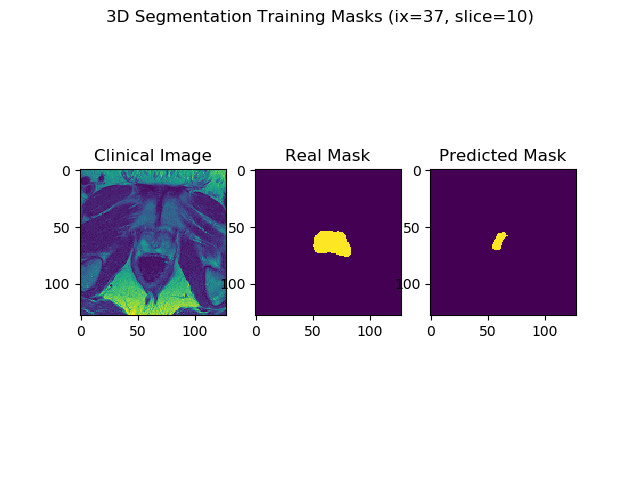 3D Segmentation Training Masks (ix=37, slice=10)
Clinical Image Real Mask Predicted Mask
0 0 0
50 50 50
100 100 100
0 50 100 0 50 100 0 50 100